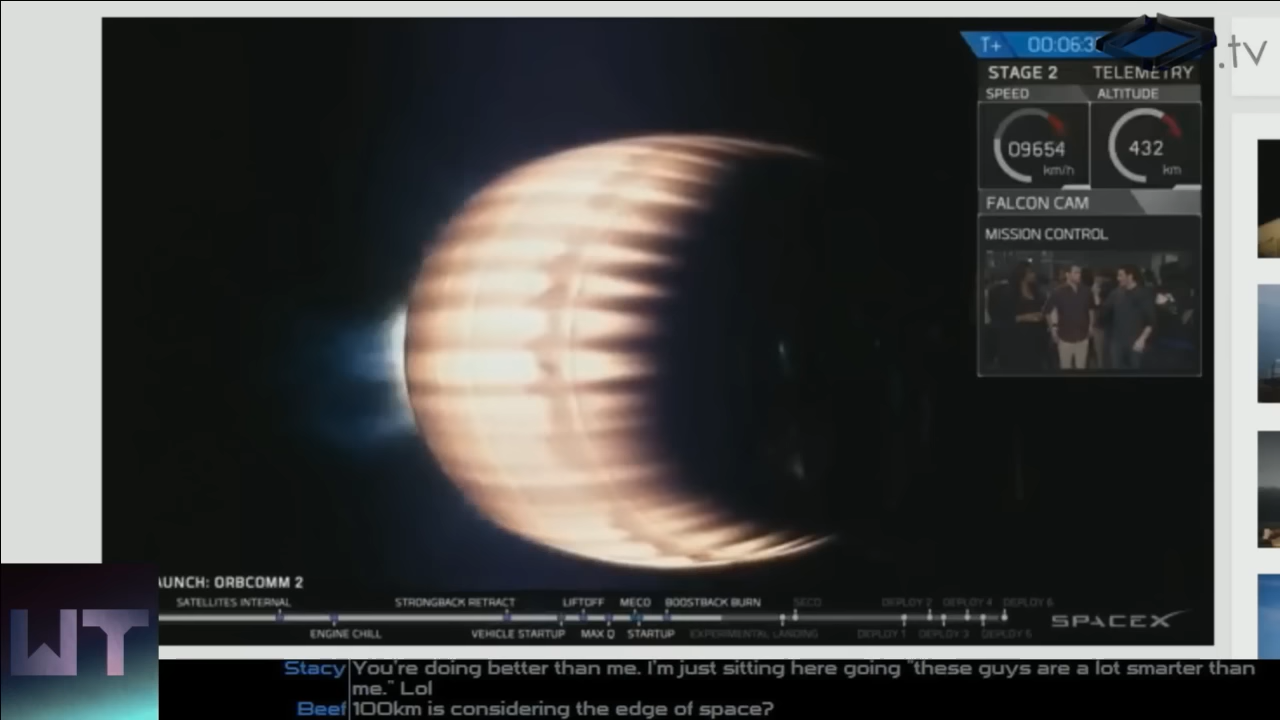 T+ 00:06:3
.tv
STAGE 2 TELEMETRY
SPEED ALTITUDE
09654 km/h
432 km
FALCON CAM
MISSION CONTROL
AUNCH: ORBCOMM 2
SATELLITES INTERNAL STRONGBACK RETRACT LIFTOFF MECO BOOSTBACK BURN SECO DEPLOY 2 DEPLOY 4 DEPLOY 6
ENGINE CHILL VEHICLE STARTUP MAX Q STARTUP EXPERIMENTAL LANDING DEPLOY 1 DEPLOY 3 DEPLOY 5
SPACEX
WT
Stacy You're doing better than me. I'm just sitting here going "these guys are a lot smarter than
me." Lol
Beef 100km is considering the edge of space?